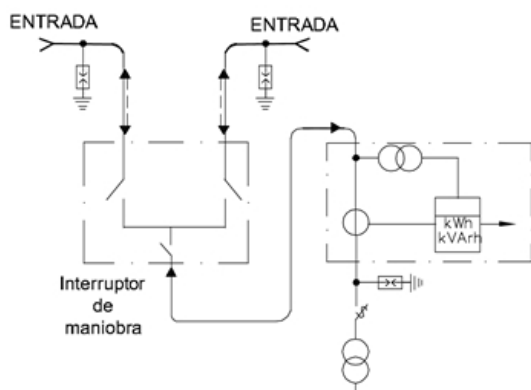 ENTRADA
ENTRADA
Interruptor
de
maniobra
kWh
kVArh